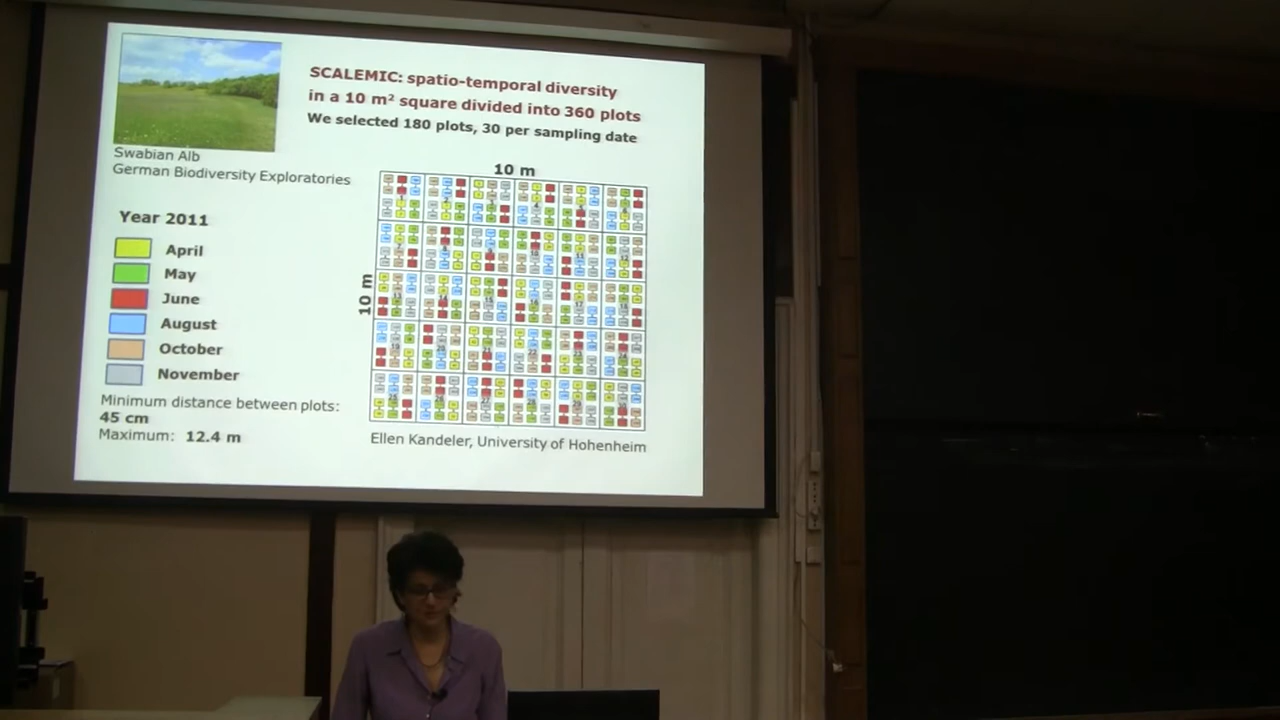 SCALEMIC: spatio-temporal diversity
in a 10 m² square divided into 360 plots
We selected 180 plots, 30 per sampling date
Swabian Alb
German Biodiversity Exploratories
10 m
10 m
Year 2011
April
May
June
August
October
November
Minimum distance between plots:
45 cm
Maximum: 12.4 m
Ellen Kandeler, University of Hohenheim